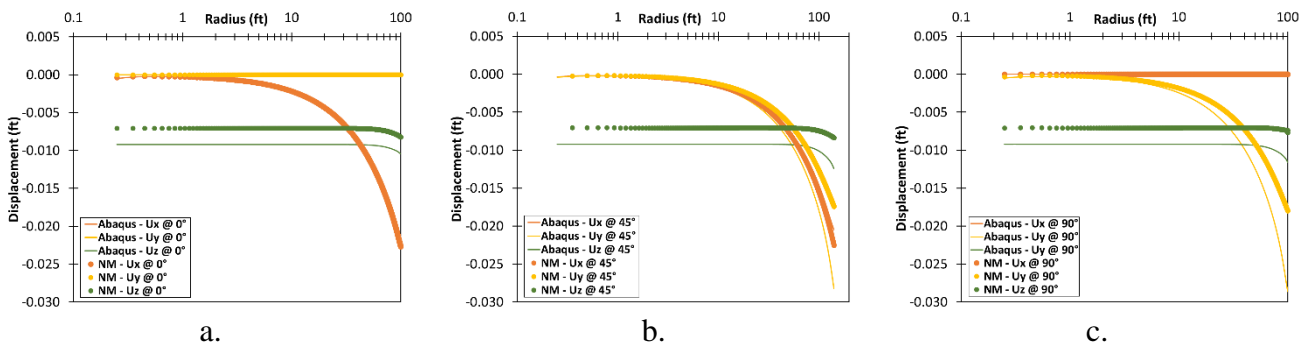 Radius (ft)
0.1 1 10 100
0.005
0.000
-0.005
-0.010
-0.015
-0.020
-0.025
-0.030
Displacement (ft)
Abaqus - Ux @ 0°
Abaqus - Uy @ 0°
Abaqus - Uz @ 0°
NM - Ux @ 0°
NM - Uy @ 0°
NM - Uz @ 0°
a.
Radius (ft)
0.1 1 10 100
0.005
0.000
-0.005
-0.010
-0.015
-0.020
-0.025
-0.030
Displacement (ft)
Abaqus - Ux @ 45°
Abaqus - Uy @ 45°
Abaqus - Uz @ 45°
NM - Ux @ 45°
NM - Uy @ 45°
NM - Uz @ 45°
b.
Radius (ft)
0.1 1 10 100
0.005
0.000
-0.005
-0.010
-0.015
-0.020
-0.025
-0.030
Displacement (ft)
Abaqus - Ux @ 90°
Abaqus - Uy @ 90°
Abaqus - Uy @ 90°
NM - Ux @ 90°
NM - Uy @ 90°
NM - Uz @ 90°
c.